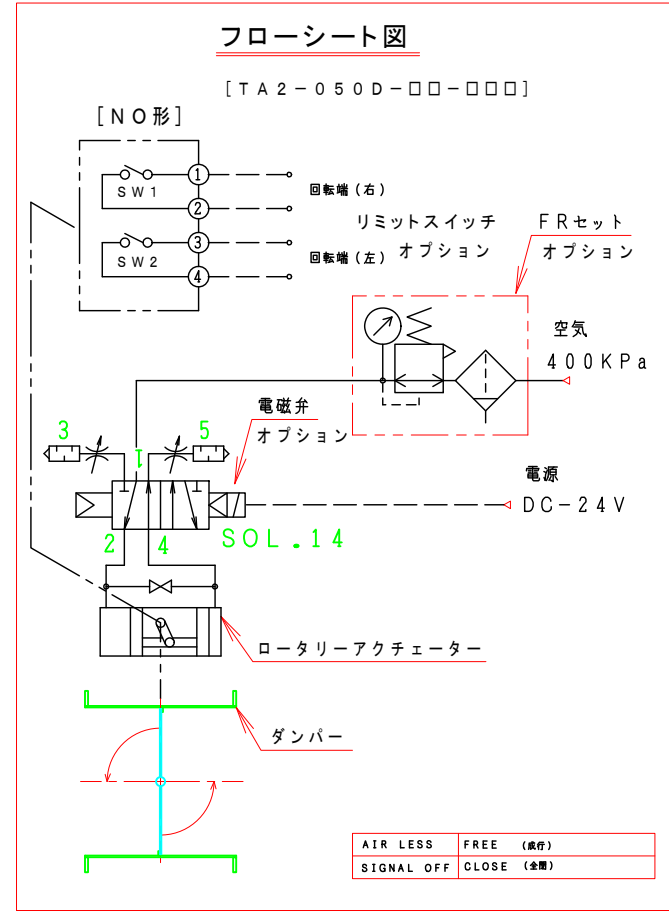 フローシート図
[TA2-050D-□□-□□□]
[NO形]
SW1
①
②
回転端(右)
SW2
③
④
回転端(左)
リミットスイッチ
オプション
FRセット
オプション
空気
400KPa
電磁弁
オプション
3
1
5
電源
DC-24V
2
4
SOL.14
ロータリーアクチェーター
ダンパー
AIR LESS FREE (成行)
SIGNAL OFF CLOSE (全閉)